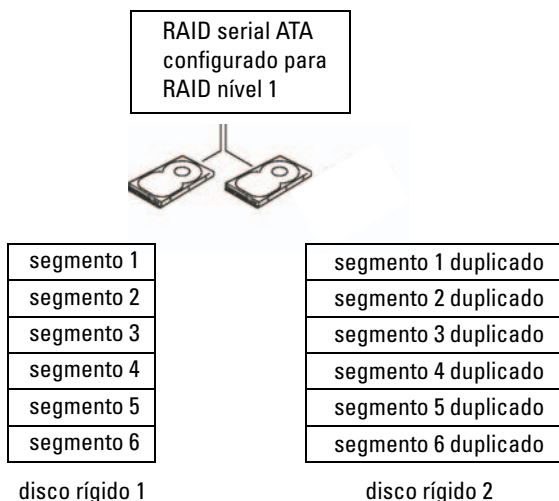 RAID serial ATA
configurado para
RAID nível 1
segmento 1
segmento 2
segmento 3
segmento 4
segmento 5
segmento 6
disco rígido 1
segmento 1 duplicado
segmento 2 duplicado
segmento 3 duplicado
segmento 4 duplicado
segmento 5 duplicado
segmento 6 duplicado
disco rígido 2